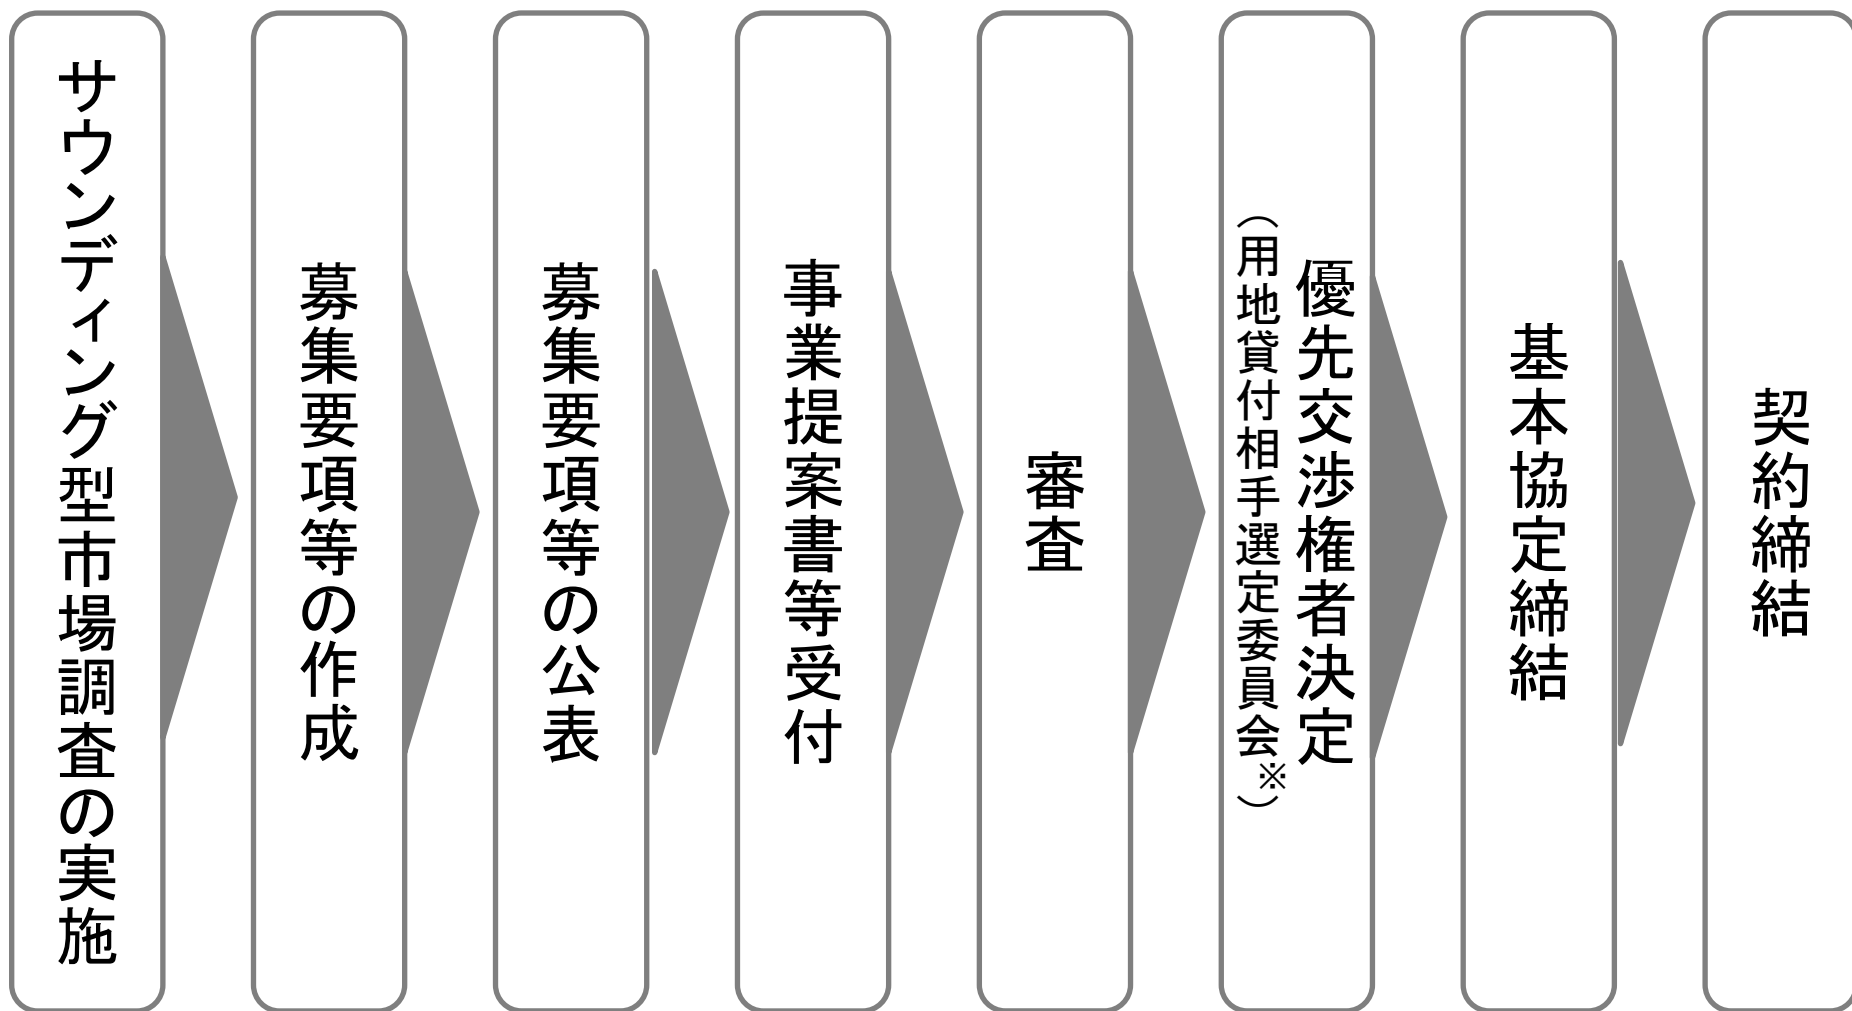 サウンディング型市場調査の実施
募集要項等の作成
募集要項等の公表
事業提案書等受付
審査
優先交渉権者決定
（用地貸付相手選定委員会※）
基本協定締結
契約締結